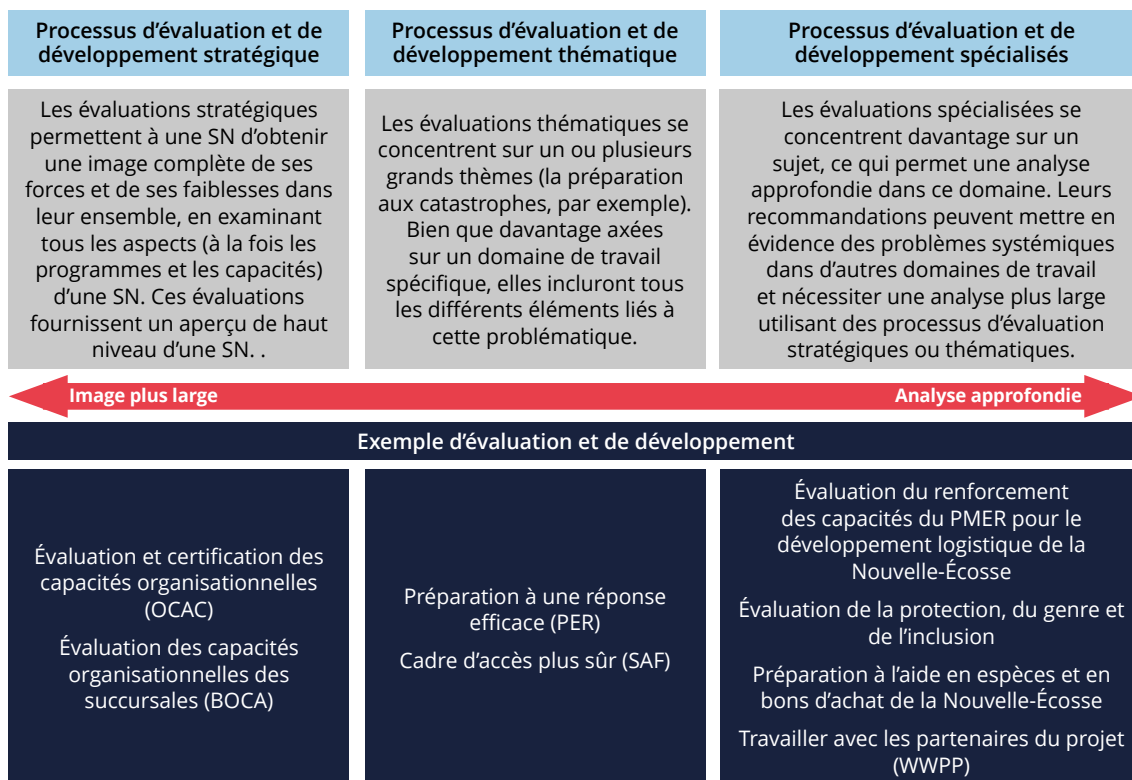 Processus d'évaluation et de
développement stratégique
Les évaluations stratégiques
permettent à une SN d'obtenir
une image complète de ses
forces et de ses faiblesses dans
leur ensemble, en examinant
tous les aspects (à la fois les
programmes et les capacités)
d'une SN. Ces évaluations
fournissent un aperçu de haut
niveau d'une SN. .
Processus d'évaluation et de
développement thématique
Les évaluations thématiques se
concentrent sur un ou plusieurs
grands thèmes (la préparation
aux catastrophes, par exemple).
Bien que davantage axées
sur un domaine de travail
spécifique, elles incluront tous
les différents éléments liés à
cette problématique.
Processus d'évaluation et de
développement spécialisés
Les évaluations spécialisées se
concentrent davantage sur un
sujet, ce qui permet une analyse
approfondie dans ce domaine. Leurs
recommandations peuvent mettre en
évidence des problèmes systémiques
dans d'autres domaines de travail
et nécessiter une analyse plus large
utilisant des processus d'évaluation
stratégiques ou thématiques.
Image plus large
Analyse approfondie
Exemple d'évaluation et de développement
Évaluation et certification des
capacités organisationnelles
(OCAC)
Évaluation des capacités
organisationnelles des
succursales (BOCA)
Préparation à une réponse
efficace (PER)
Cadre d'accès plus sûr (SAF)
Évaluation du renforcement
des capacités du PMER pour le
développement logistique de la
Nouvelle-Écosse
Évaluation de la protection, du genre et
de l'inclusion
Préparation à l'aide en espèces et en
bons d'achat de la Nouvelle-Écosse
Travailler avec les partenaires du projet
(WWPP)